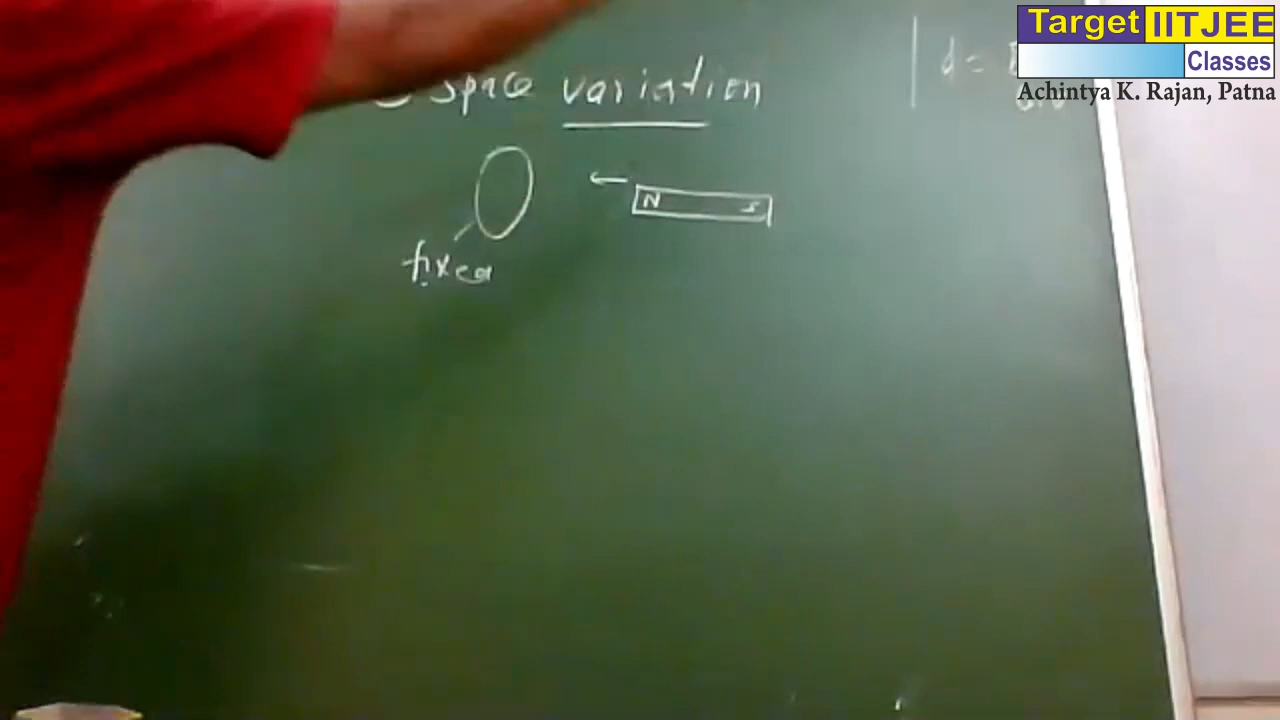 Target IITJEE
Classes
Achintya K. Rajan, Patna
space variation
d =
N S
fixed